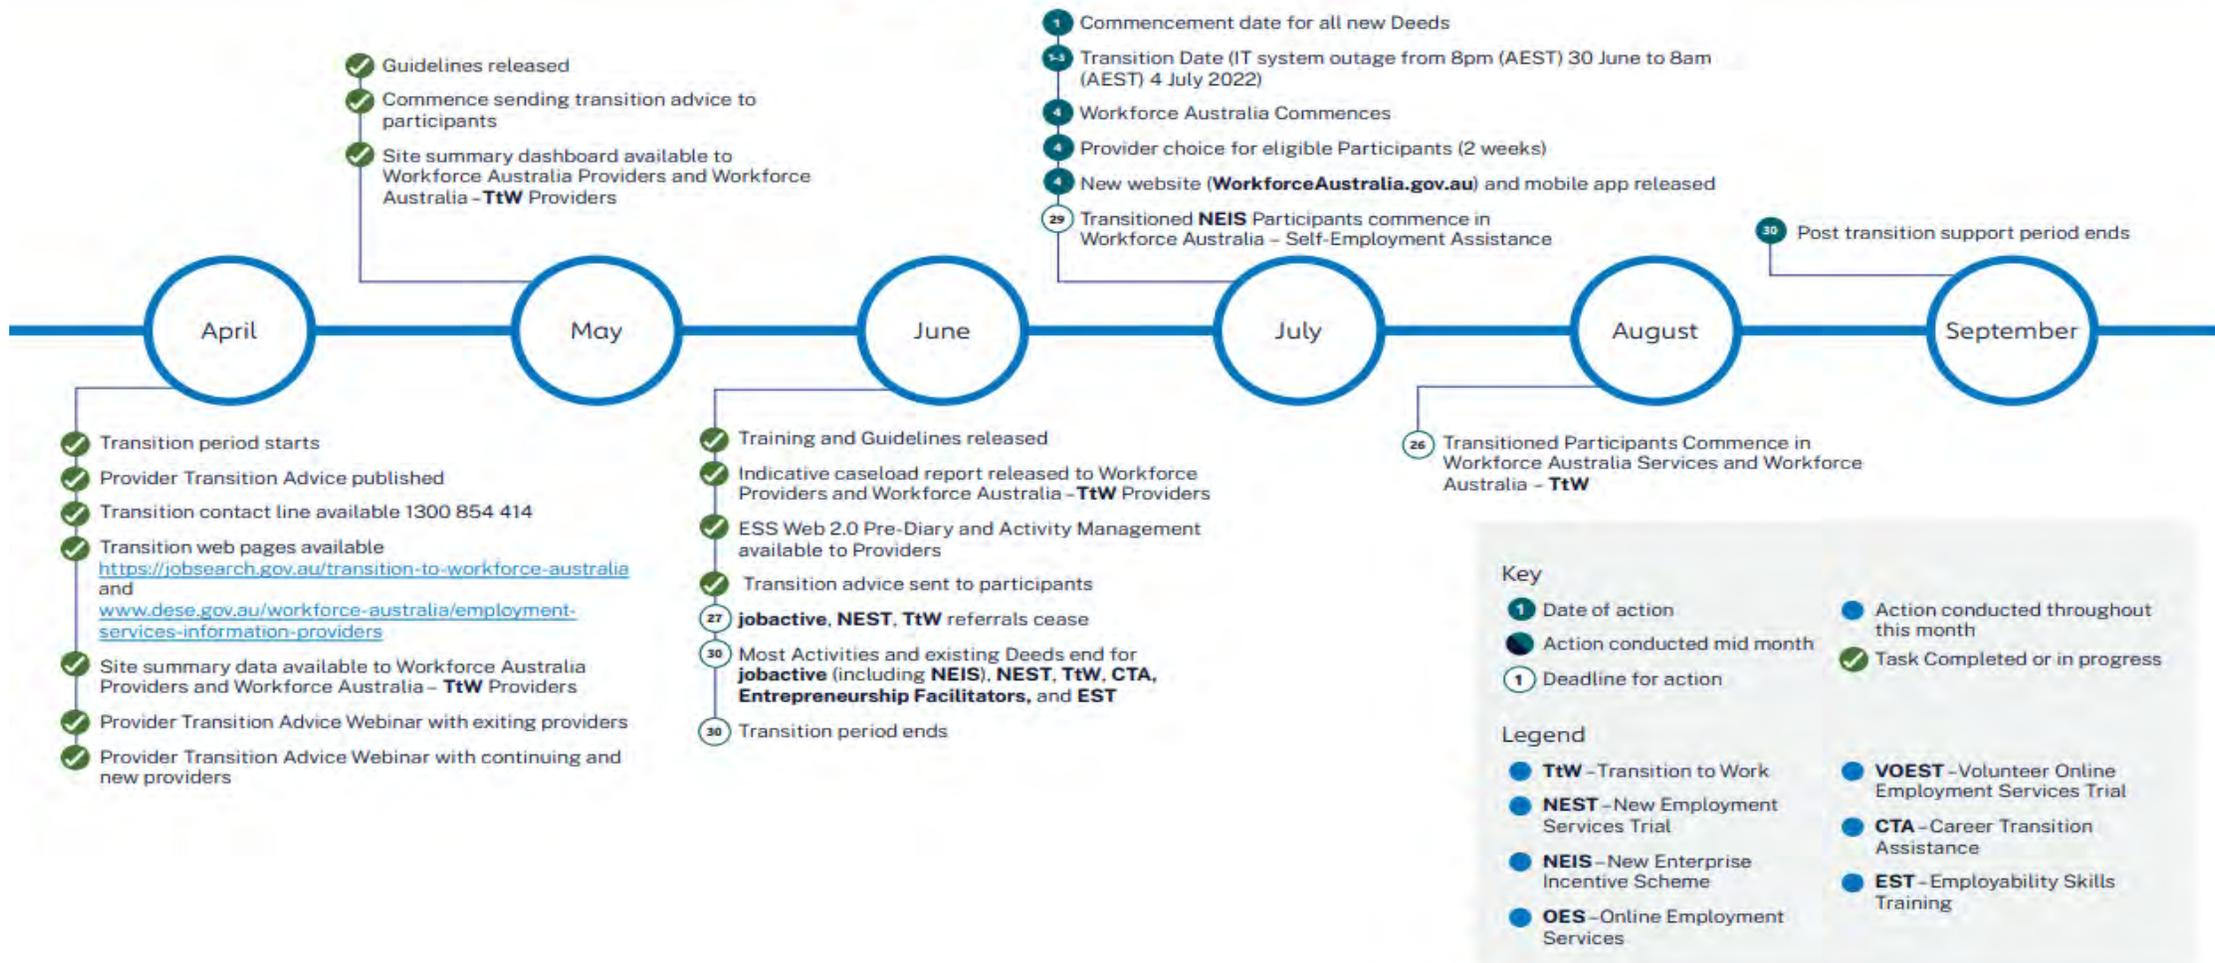 Guidelines released
Commence sending transition advice to
participants
Site summary dashboard available to
Workforce Australia Providers and Workforce
Australia – TtW Providers
1 Commencement date for all new Deeds
1-3 Transition Date (IT system outage from 8pm (AEST) 30 June to 8am
(AEST) 4 July 2022)
4 Workforce Australia Commences
4 Provider choice for eligible Participants (2 weeks)
4 New website (WorkforceAustralia.gov.au) and mobile app released
29 Transitioned NEIS Participants commence in
Workforce Australia – Self-Employment Assistance
30 Post transition support period ends
April
May
June
July
August
September
Transition period starts
Provider Transition Advice published
Transition contact line available 1300 854 414
Transition web pages available
https://jobsearch.gov.au/transition-to-workforce-australia
and
www.dese.gov.au/workforce-australia/employment-
services-information-providers
Site summary data available to Workforce Australia
Providers and Workforce Australia – TtW Providers
Provider Transition Advice Webinar with exiting providers
Provider Transition Advice Webinar with continuing and
new providers
Training and Guidelines released
Indicative caseload report released to Workforce
Providers and Workforce Australia – TtW Providers
ESS Web 2.0 Pre-Diary and Activity Management
available to Providers
Transition advice sent to participants
27 jobactive, NEST, TtW referrals cease
30 Most Activities and existing Deeds end for
jobactive (including NEIS), NEST, TtW, CTA,
Entrepreneurship Facilitators, and EST
30 Transition period ends
26 Transitioned Participants Commence in
Workforce Australia Services and Workforce
Australia – TtW
Key
1 Date of action
Action conducted mid month
1 Deadline for action
Action conducted throughout
this month
Task Completed or in progress
Legend
TtW – Transition to Work
NEST – New Employment
Services Trial
NEIS – New Enterprise
Incentive Scheme
OES – Online Employment
Services
VOEST – Volunteer Online
Employment Services Trial
CTA – Career Transition
Assistance
EST – Employability Skills
Training